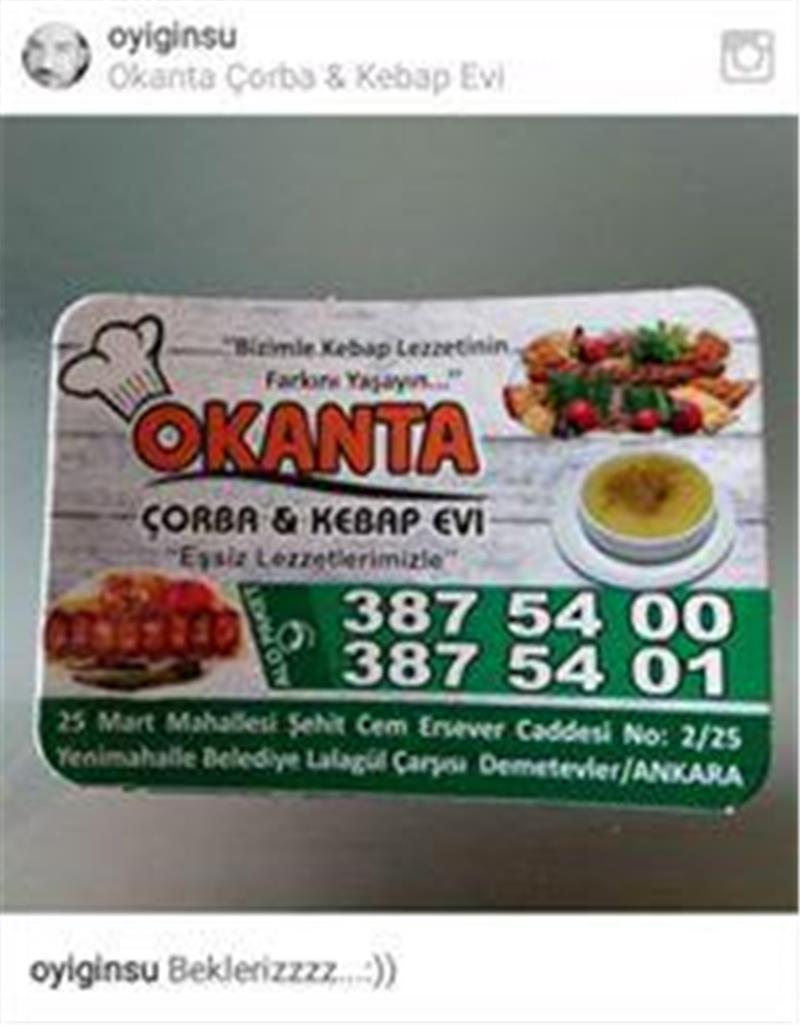 oyiginsu
Okanta Çorba & Kebap Evi
"Bizimle Kebap Lezzetinin
Farkını Yaşayın..."
OKANTA
ÇORBA & KEBAP EVİ
"Eşsiz Lezzetlerimizle"
ALO PAKET
387 54 00
387 54 01
25 Mart Mahallesi Şehit Cem Ersever Caddesi No: 2/25
Yenimahalle Belediye Lalagül Çarşısı Demetevler/ANKARA
oyiginsu Beklerizzzz...:))